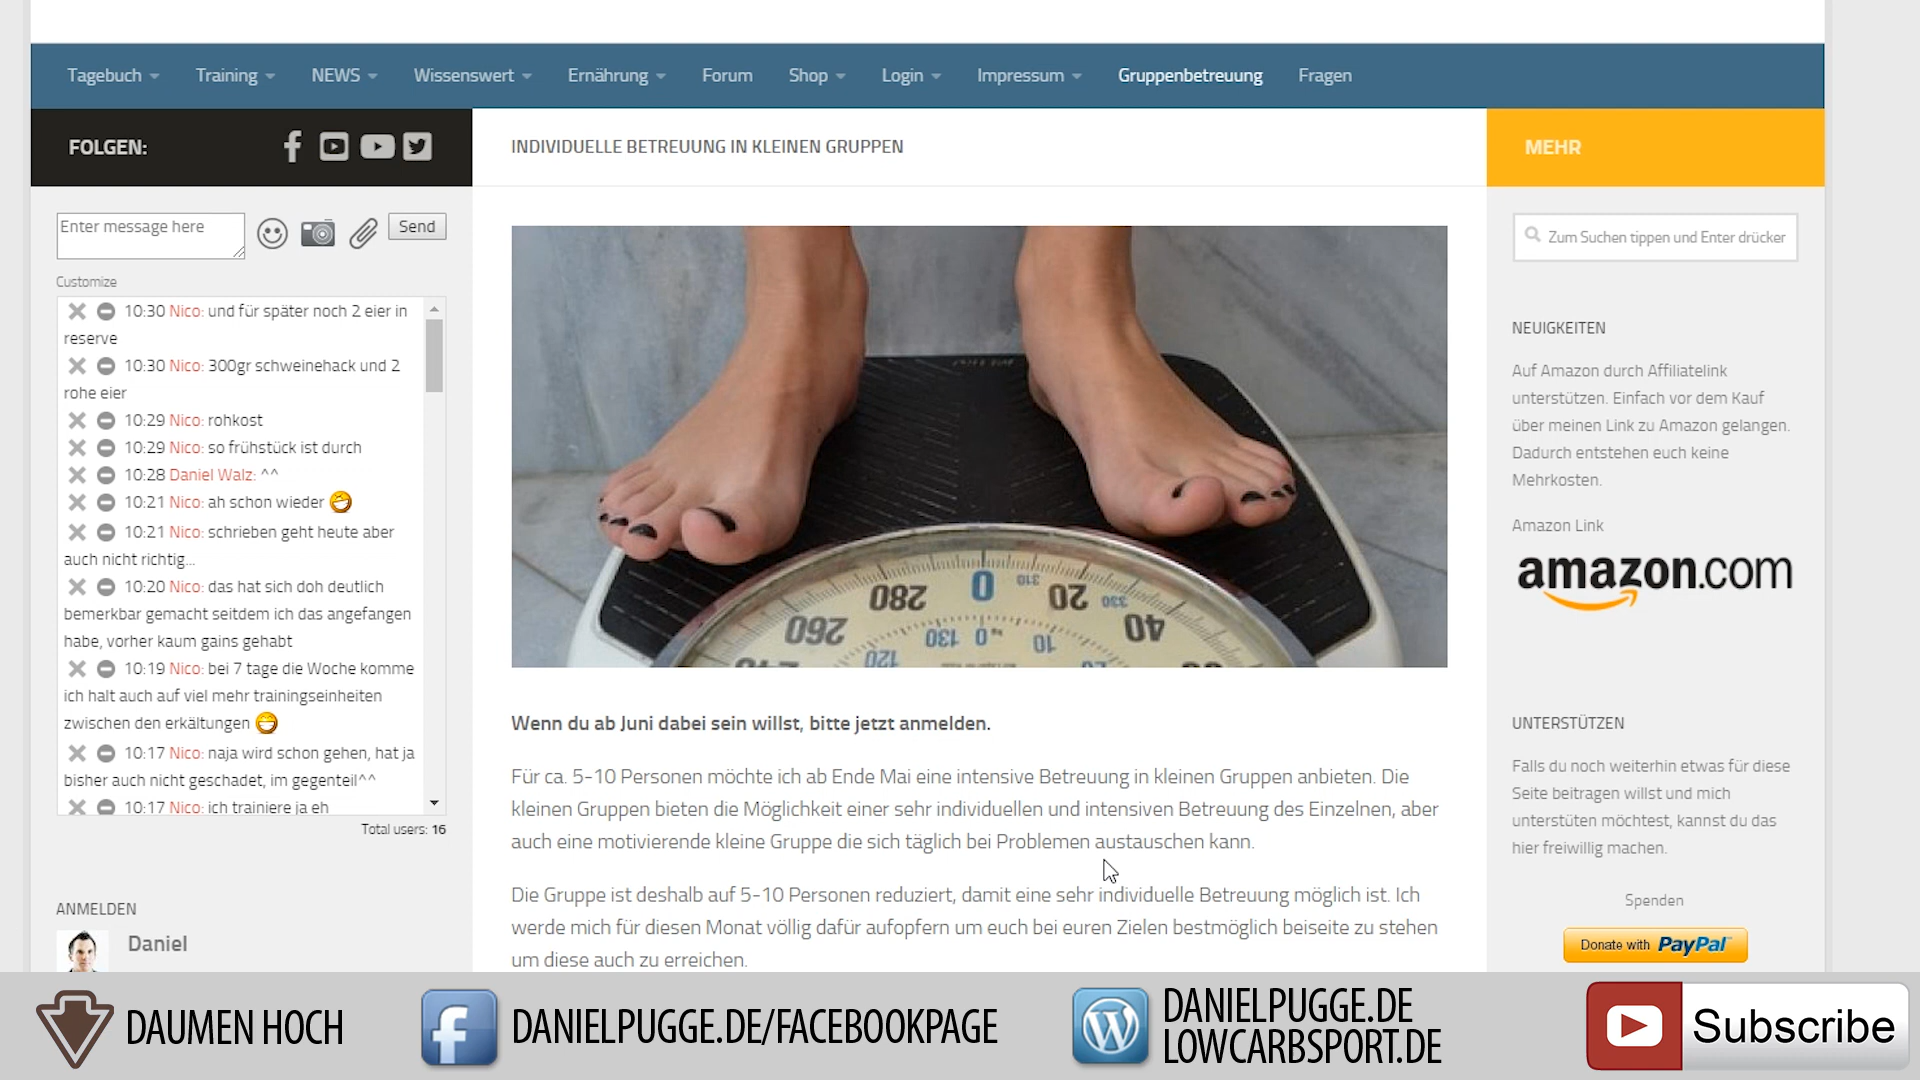 Tagebuch Training NEWS Wissenswert Ernährung Forum Shop Login Impressum Gruppenbetreuung Fragen
FOLGEN:
Enter message here
Send
Customize
10:30 Nico: und für später noch 2 eier in
reserve
10:30 Nico: 300gr schweinehack und 2
rohe eier
10:29 Nico: rohkost
10:29 Nico: so frühstück ist durch
10:28 Daniel Walz: ^^
10:21 Nico: ah schon wieder
10:21 Nico: schrieben geht heute aber
auch nicht richtig...
10:20 Nico: das hat sich doh deutlich
bemerkbar gemacht seitdem ich das angefangen
habe, vorher kaum gains gehabt
10:19 Nico: bei 7 tage die Woche komme
ich halt auch auf viel mehr trainingseinheiten
zwischen den erkältungen
10:17 Nico: naja wird schon gehen, hat ja
bisher auch nicht geschadet, im gegenteil^^
10:17 Nico: ich trainiere ja eh
Total users: 16
ANMELDEN
Daniel
INDIVIDUELLE BETREUUNG IN KLEINEN GRUPPEN
260 280 0 310 20 330 40
120 130 0 10 20
Wenn du ab Juni dabei sein willst, bitte jetzt anmelden.
Für ca. 5-10 Personen möchte ich ab Ende Mai eine intensive Betreuung in kleinen Gruppen anbieten. Die
kleinen Gruppen bieten die Möglichkeit einer sehr individuellen und intensiven Betreuung des Einzelnen, aber
auch eine motivierende kleine Gruppe die sich täglich bei Problemen austauschen kann.
Die Gruppe ist deshalb auf 5-10 Personen reduziert, damit eine sehr individuelle Betreuung möglich ist. Ich
werde mich für diesen Monat völlig dafür aufopfern um euch bei euren Zielen bestmöglich beiseite zu stehen
um diese auch zu erreichen.
MEHR
Zum Suchen tippen und Enter drücker
NEUIGKEITEN
Auf Amazon durch Affiliatelink
unterstützen. Einfach vor dem Kauf
über meinen Link zu Amazon gelangen.
Dadurch entstehen euch keine
Mehrkosten.
Amazon Link
amazon.com
UNTERSTÜTZEN
Falls du noch weiterhin etwas für diese
Seite beitragen willst und mich
unterstüten möchtest, kannst du das
hier freiwillig machen.
Spenden
Donate with PayPal
DAUMEN HOCH
DANIELPUGGE.DE/FACEBOOKPAGE
DANIELPUGGE.DE
LOWCARBSPORT.DE
Subscribe